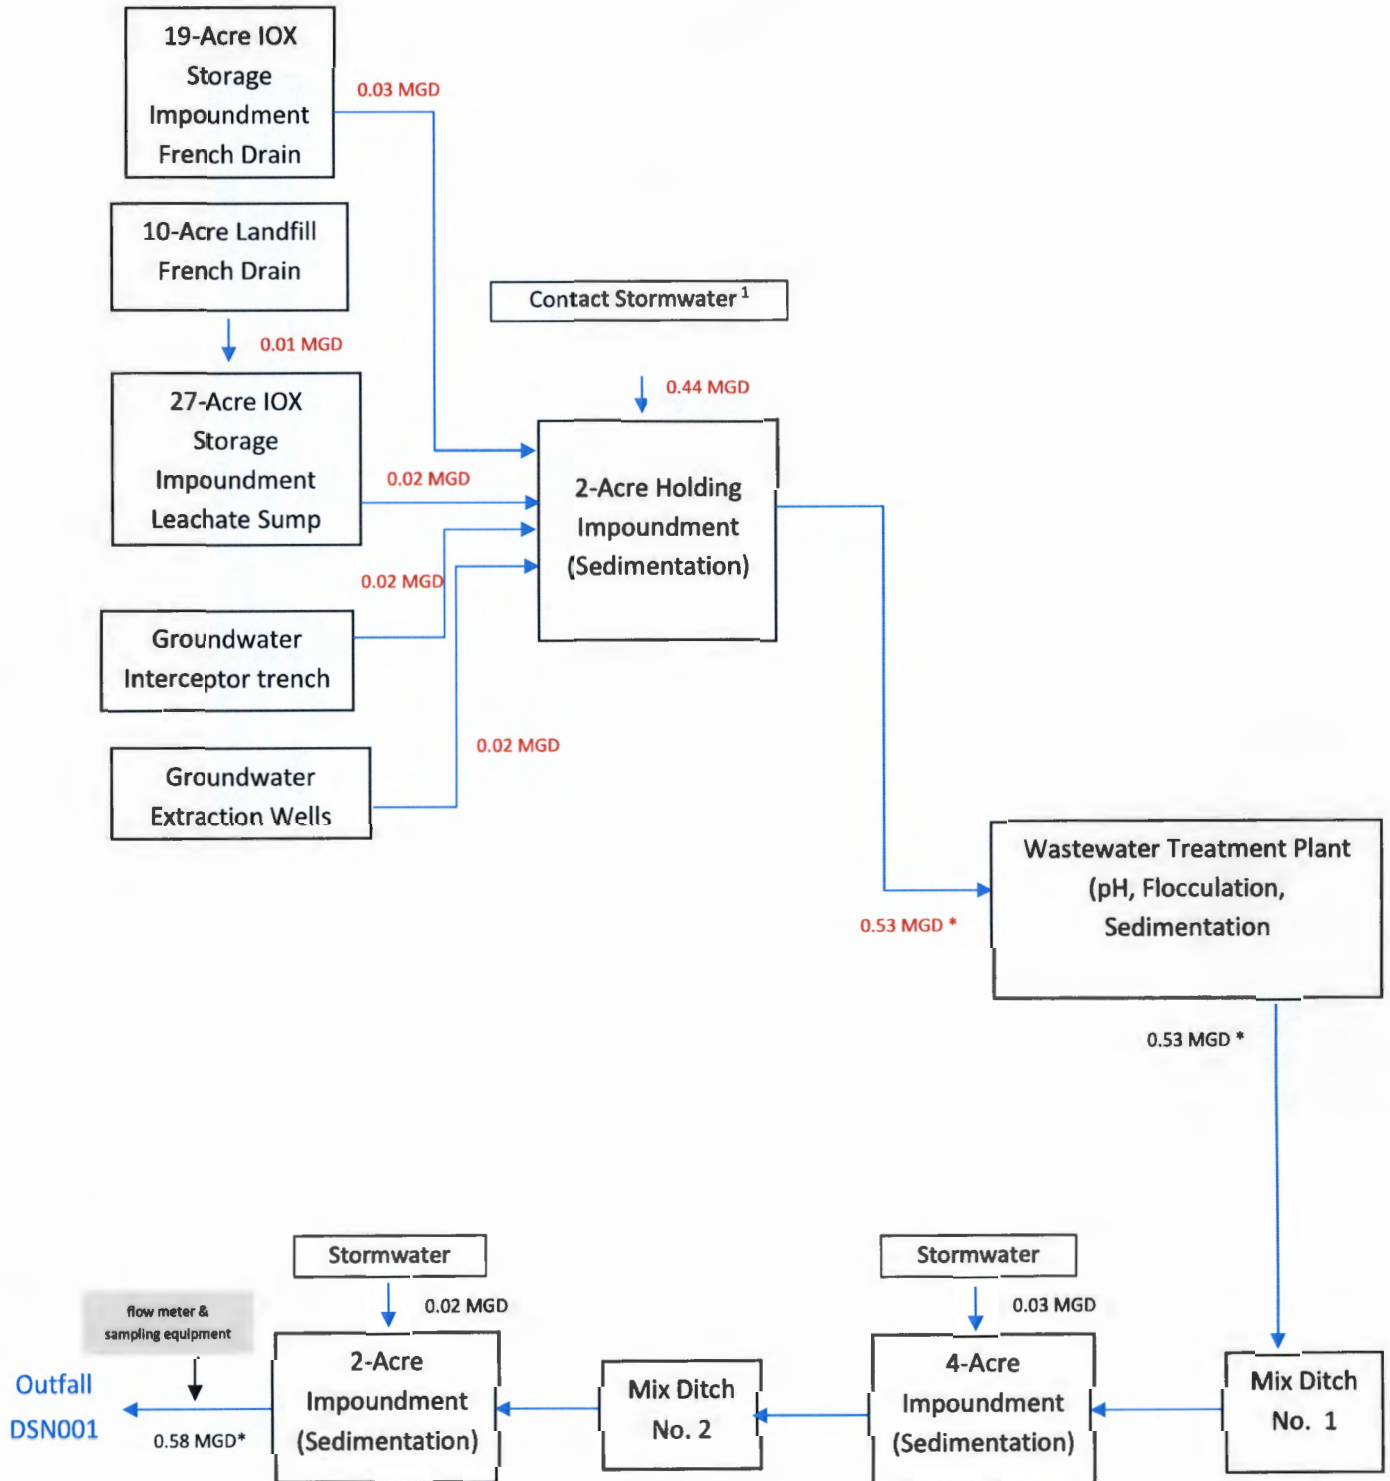 19-Acre IOX
Storage
Impoundment
French Drain
0.03 MGD
10-Acre Landfill
French Drain
0.01 MGD
Contact Stormwater ¹
0.44 MGD
27-Acre IOX
Storage
Impoundment
Leachate Sump
0.02 MGD
2-Acre Holding
Impoundment
(Sedimentation)
0.02 MGD
Groundwater
Interceptor trench
0.02 MGD
Groundwater
Extraction Wells
Wastewater Treatment Plant
(pH, Flocculation,
Sedimentation
0.53 MGD *
0.53 MGD *
Stormwater
0.02 MGD
Stormwater
0.03 MGD
flow meter &
sampling equipment
Outfall
DSN001
0.58 MGD*
2-Acre
Impoundment
(Sedimentation)
Mix Ditch
No. 2
4-Acre
Impoundment
(Sedimentation)
Mix Ditch
No. 1